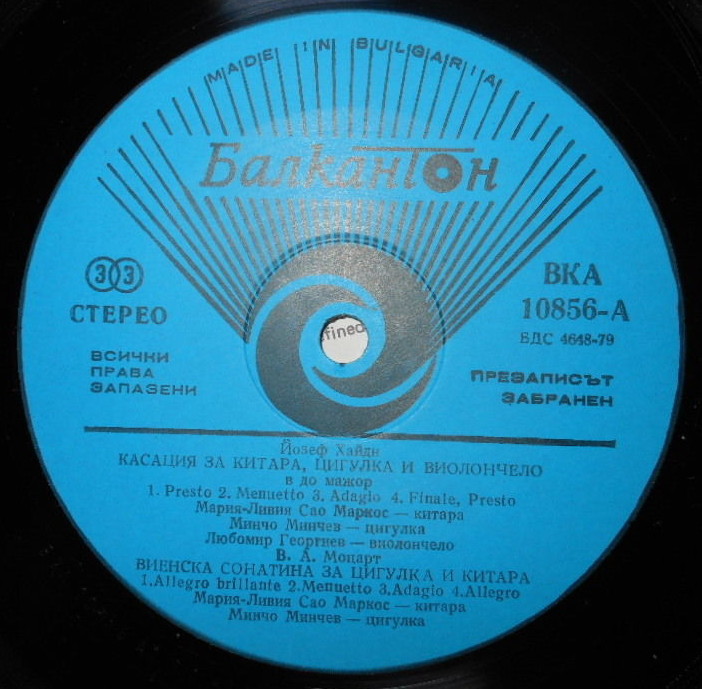 MADE IN BULGARIA
БалканТон
33
СТЕРЕО
ВСИЧКИ
ПРАВА
ЗАПАЗЕНИ
ВКА
10856-А
БДС 4648-79
ПРЕЗАПИСЪТ
ЗАБРАНЕН
fined
Йозеф Хайдн
КАСАЦИЯ ЗА КИТАРА, ЦИГУЛКА И ВИОЛОНЧЕЛО
в до мажор
1. Presto 2. Menuetto 3. Adagio 4. Finale, Presto
Мария-Ливия Сао Маркос — китара
Минчо Минчев — цигулка
Любомир Георгиев — виолончело
В. А. Моцарт
ВИЕНСКА СОНАТИНА ЗА ЦИГУЛКА И КИТАРА
1.Allegro brillante 2.Menuetto 3.Adagio 4.Allegro
Мария-Ливия Сао Маркос — китара
Минчо Минчев — цигулка